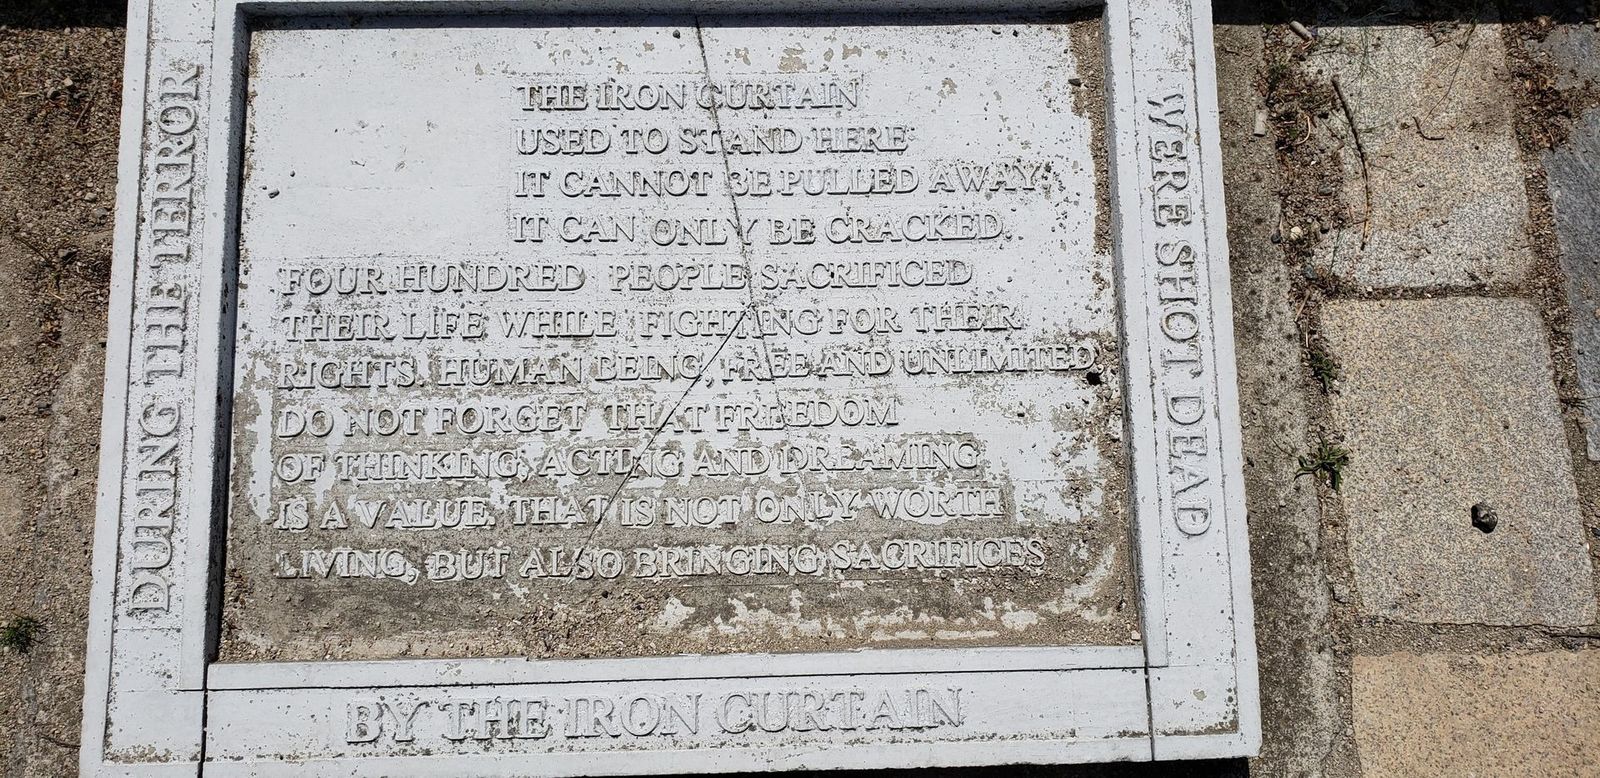 THE IRON CURTAIN
USED TO STAND HERE
IT CANNOT BE PULLED AWAY
IT CAN ONLY BE CRACKED.
FOUR HUNDRED PEOPLE SACRIFICED
THEIR LIFE WHILE FIGHTING FOR THEIR
RIGHTS. HUMAN BEING, FREE AND UNLIMITED,
DO NOT FORGET THAT FREEDOM
OF THINKING, ACTING AND DREAMING
IS A VALUE THAT IS NOT ONLY WORTH
LIVING, BUT ALSO BRINGING SACRIFICES
DURING THE TERROR
WERE SHOT DEAD
BY THE IRON CURTAIN